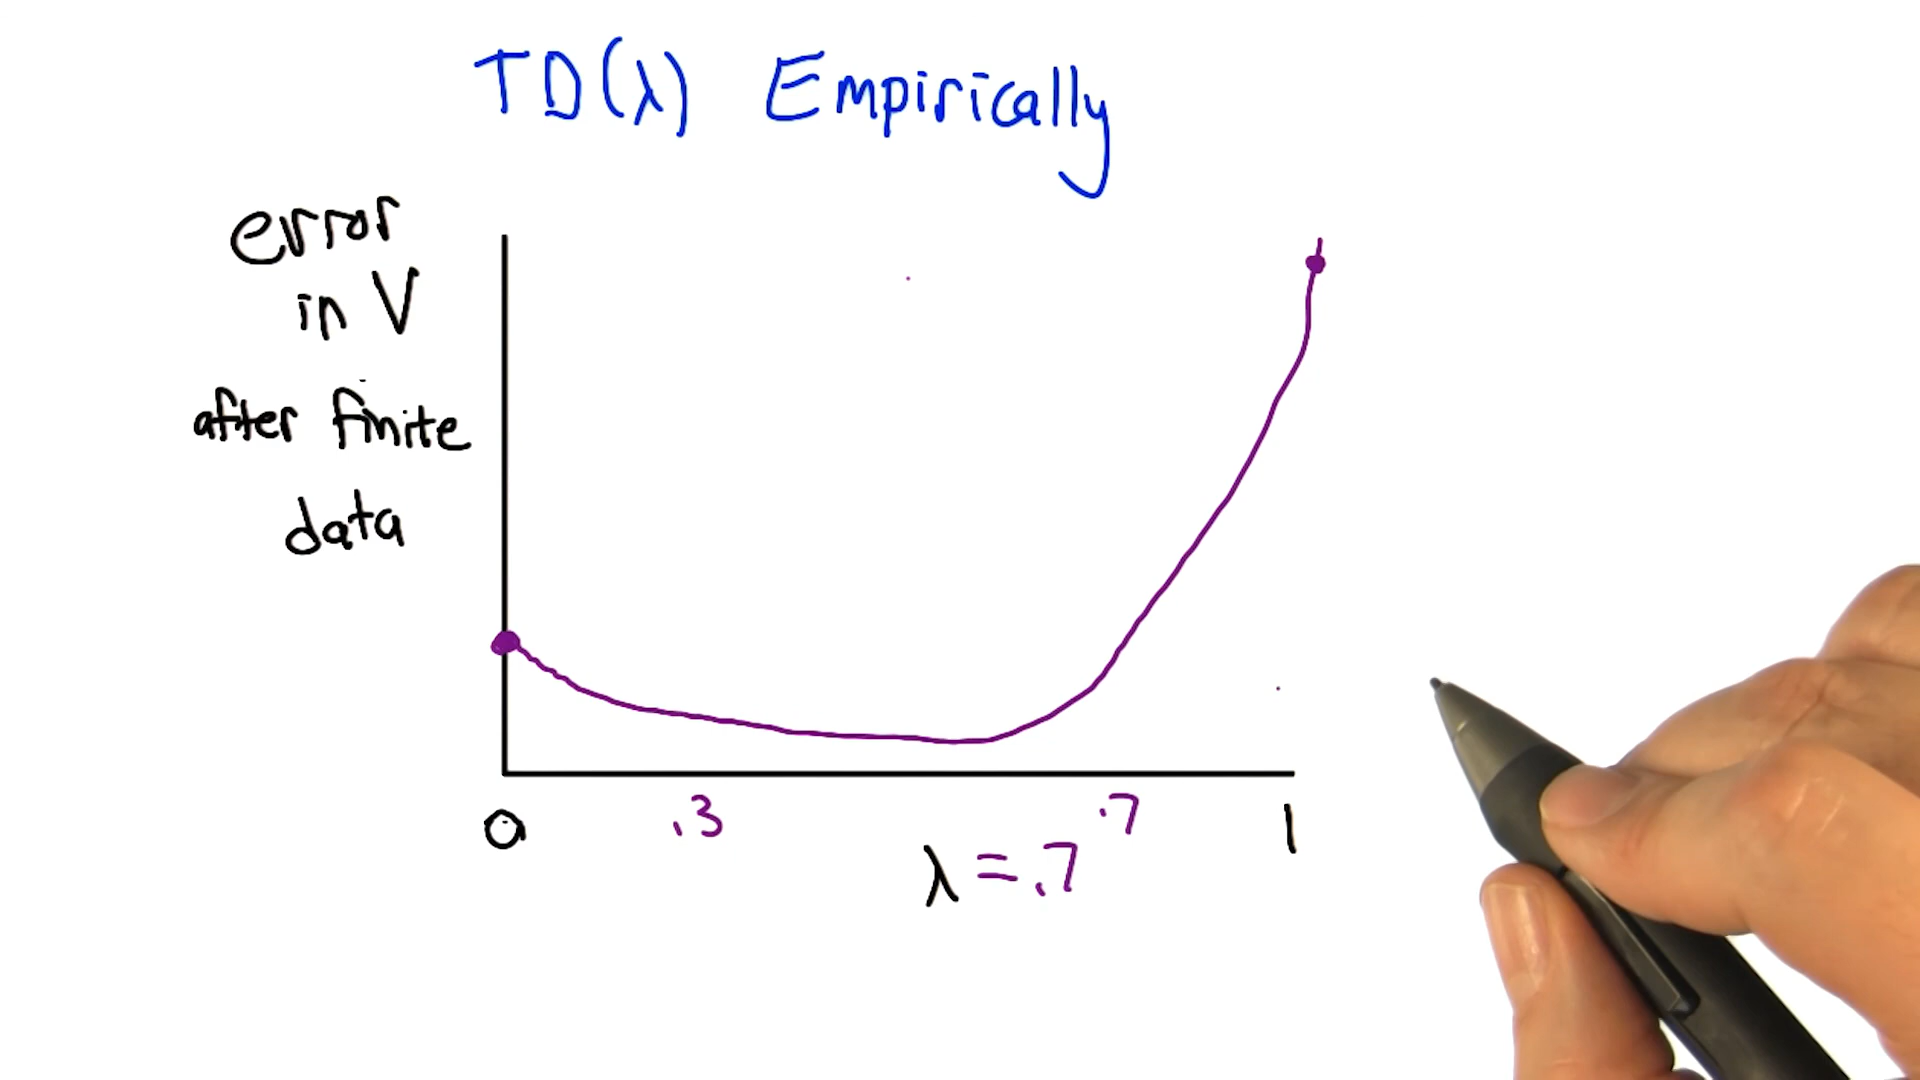 TD(λ) Empirically
error
in V
after finite
data
0 .3 .7 1
λ = .7